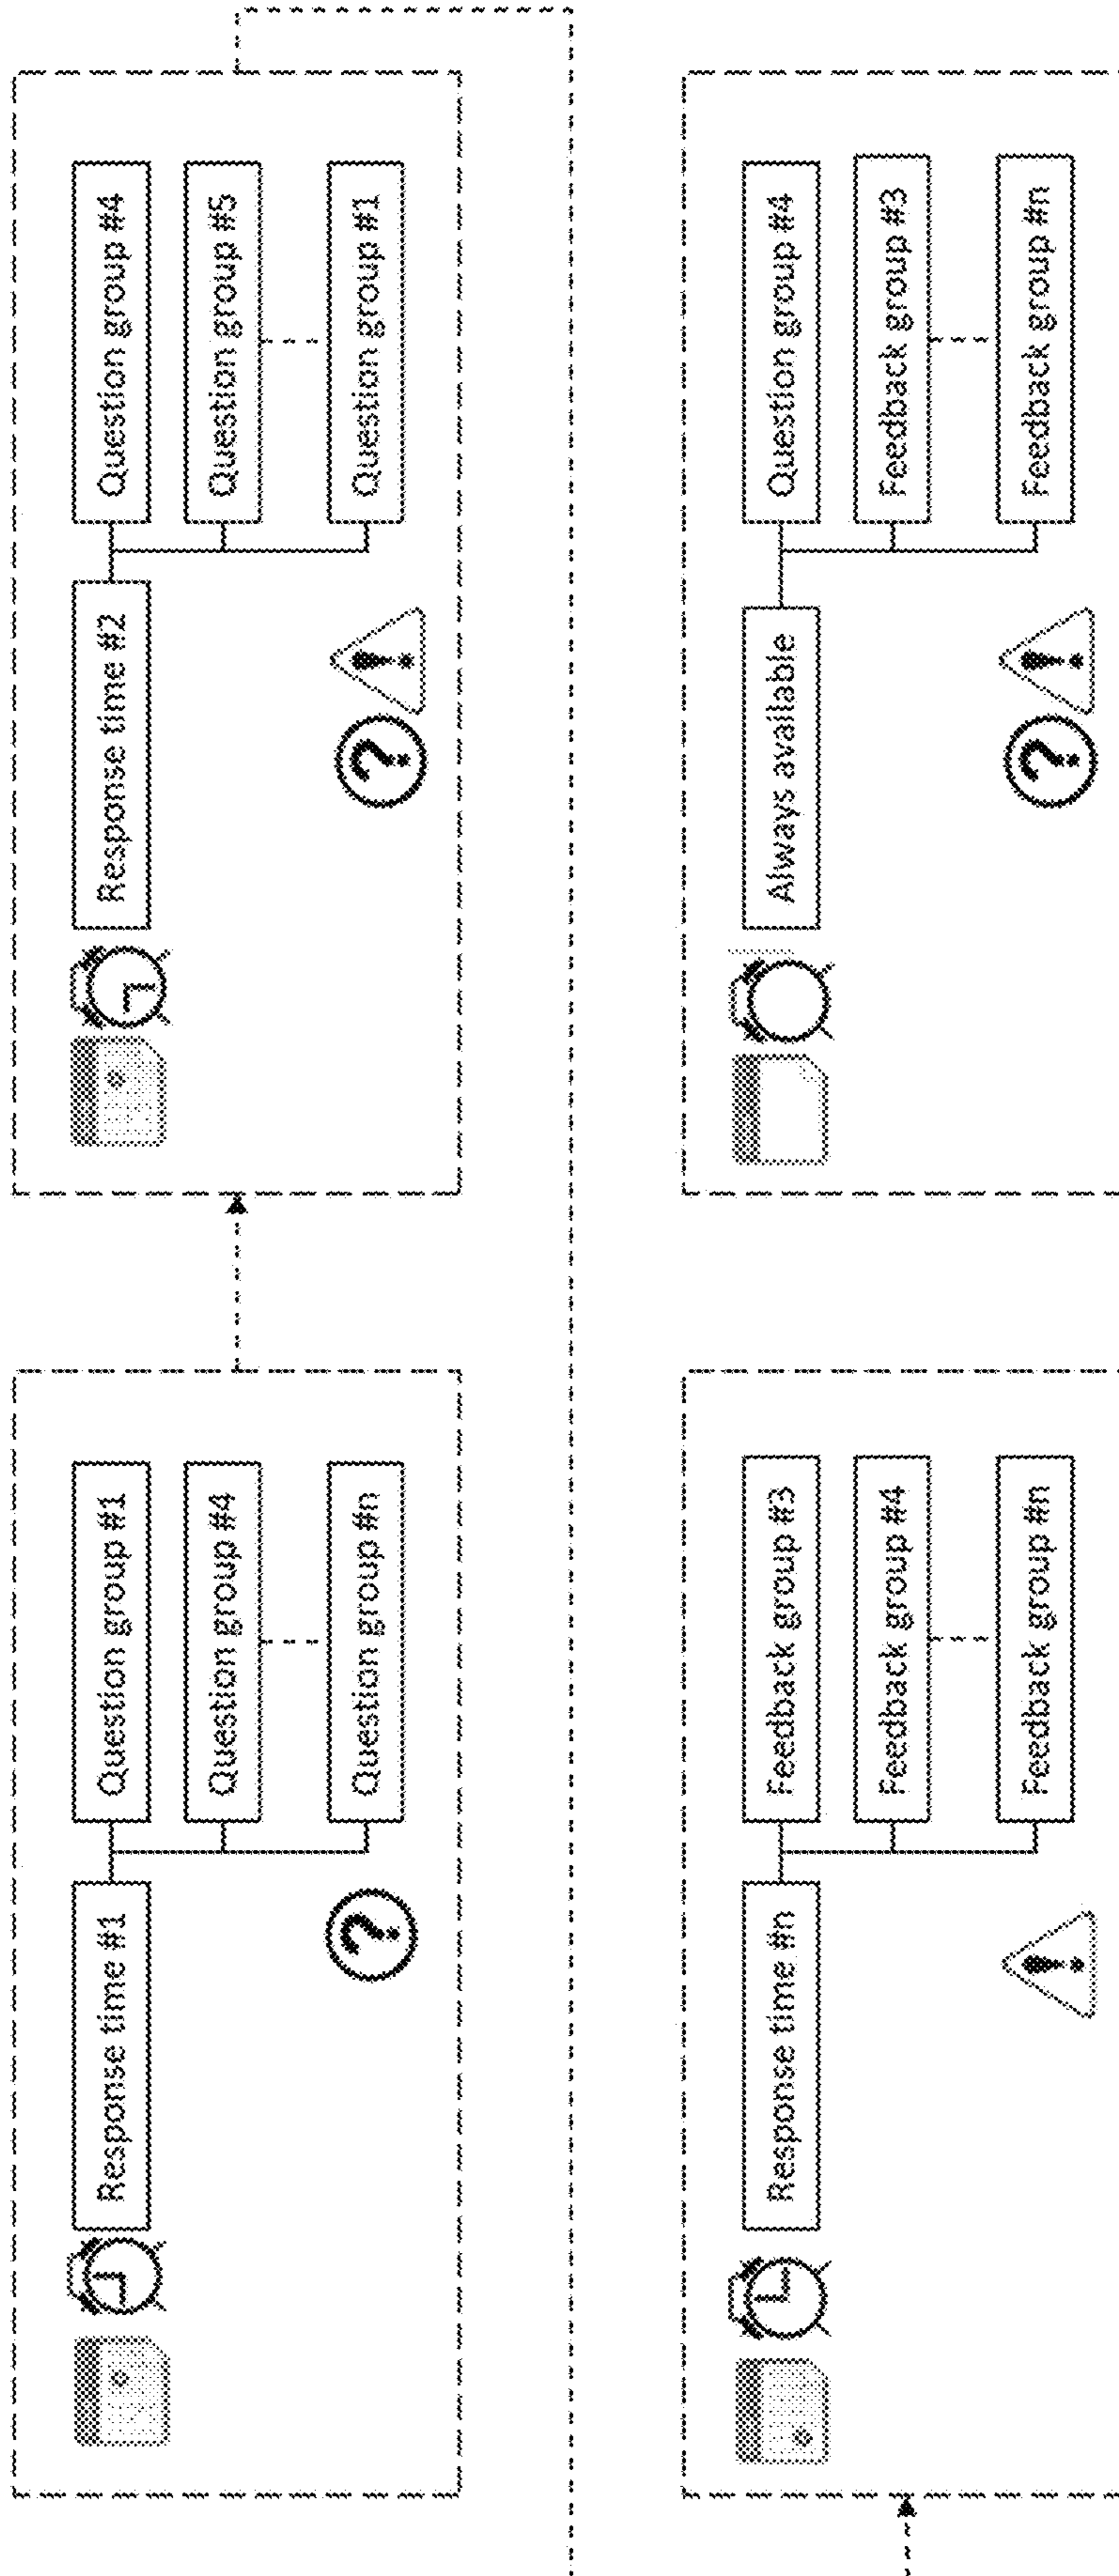 Response time #1
Question group #1
Question group #4
Question group #n
?
Response time #2
Question group #4
Question group #5
Question group #1
?
!
Response time #n
Feedback group #3
Feedback group #4
Feedback group #n
!
Always available
Question group #4
Feedback group #3
Feedback group #n
?
!